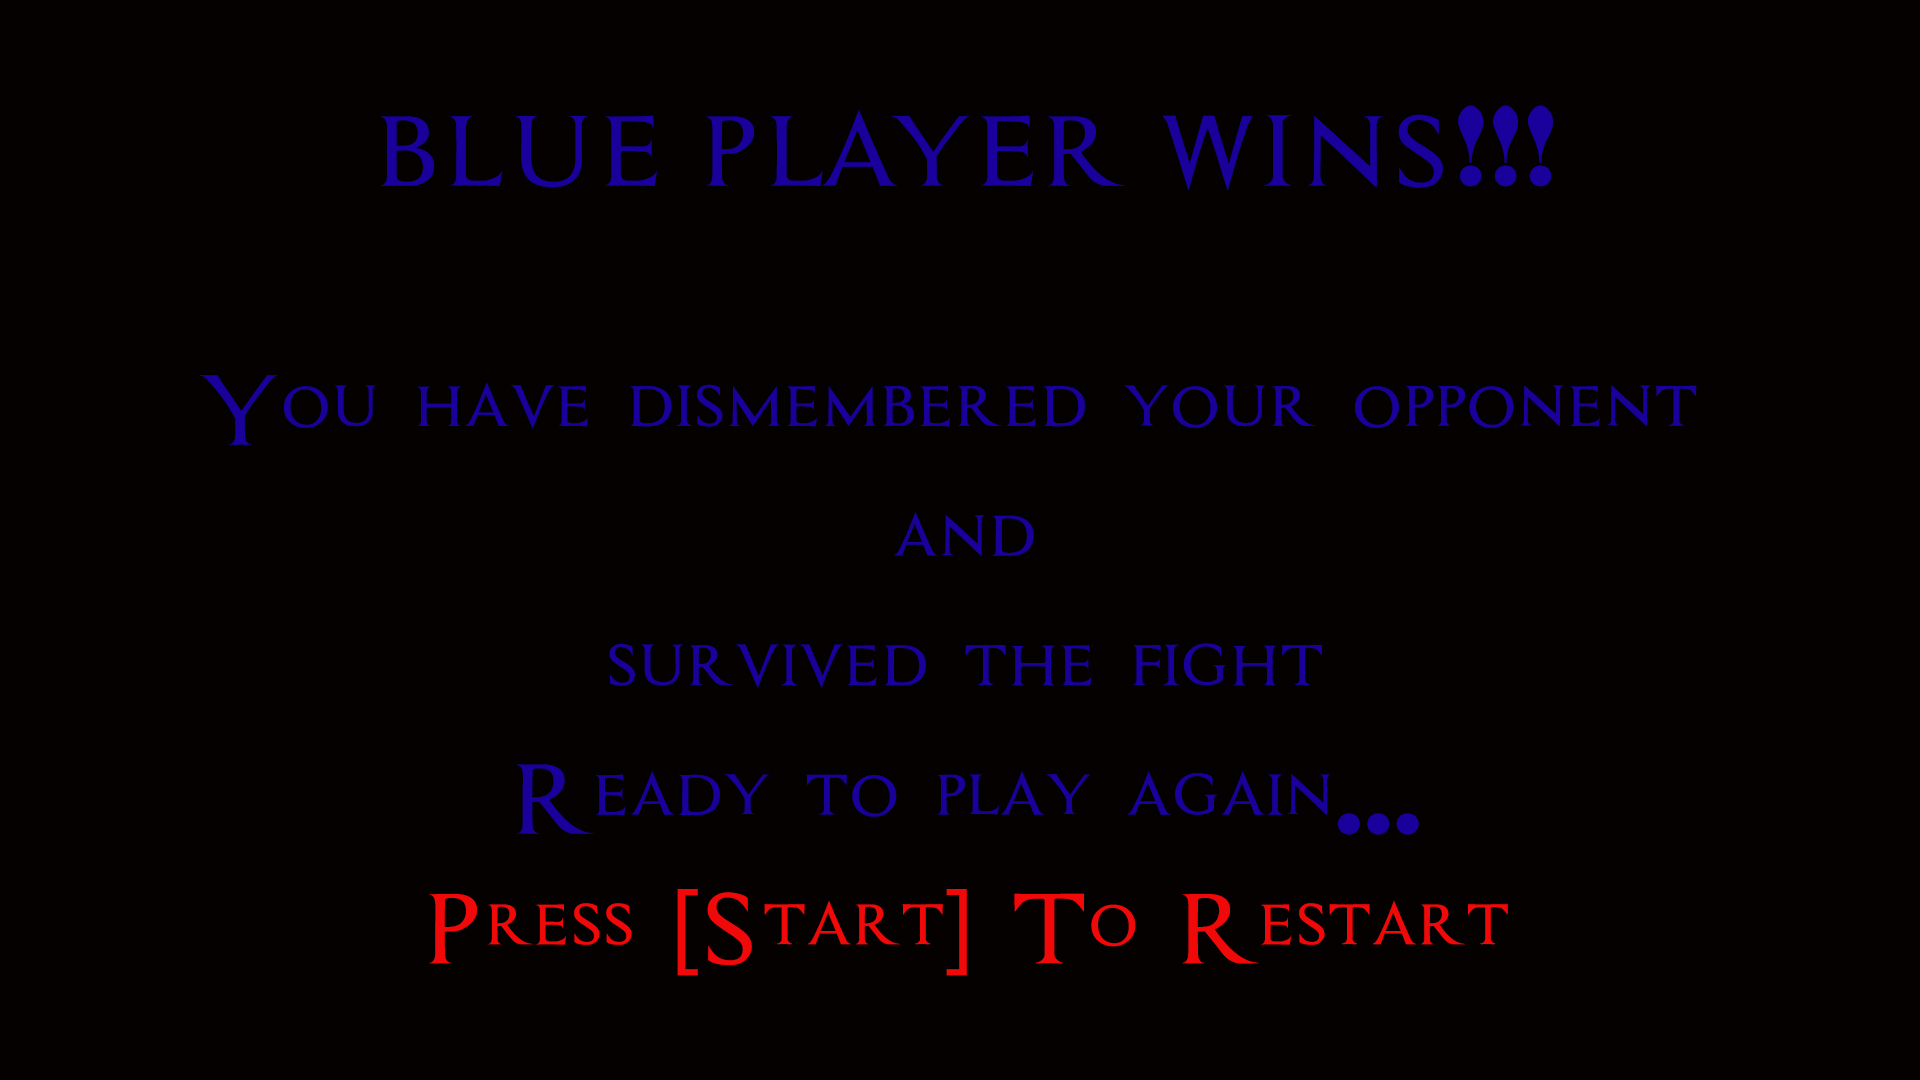 BLUE PLAYER WINS!!!
You have dismembered your opponent
and
survived the fight
Ready to play again...
Press [Start] To Restart